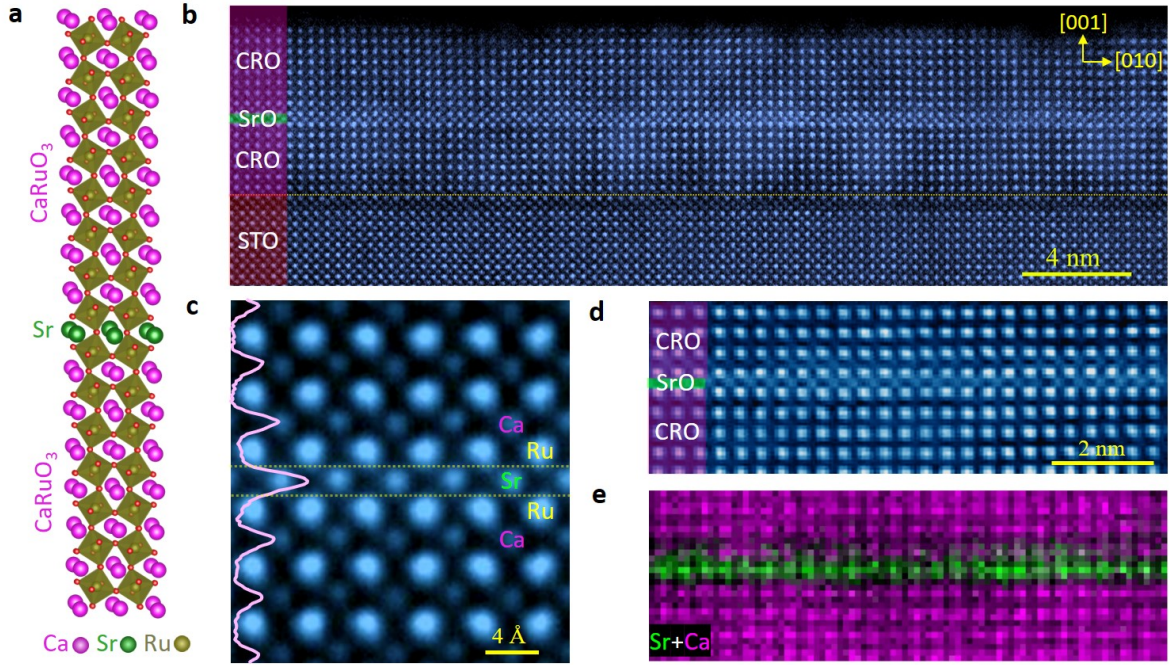 a
CaRuO3
Sr
CaRuO3
Ca Sr Ru
b
CRO
SrO
CRO
STO
[001]
[010]
4 nm
c
Ca
Ru
Sr
Ru
Ca
4 Å
d
CRO
SrO
CRO
2 nm
e
Sr+Ca